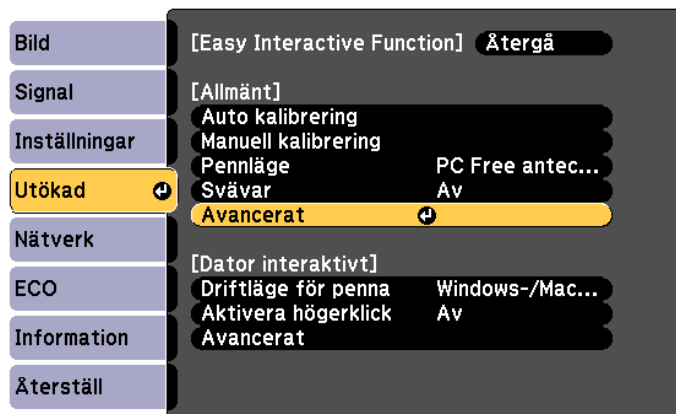 Bild
Signal
Inställningar
Utökad
Nätverk
ECO
Information
Återställ
[Easy Interactive Function] Återgå
[Allmänt]
Auto kalibrering
Manuell kalibrering
Pennläge PC Free antec...
Svävar Av
Avancerat
[Dator interaktivt]
Driftläge för penna Windows-/Mac...
Aktivera högerklick Av
Avancerat